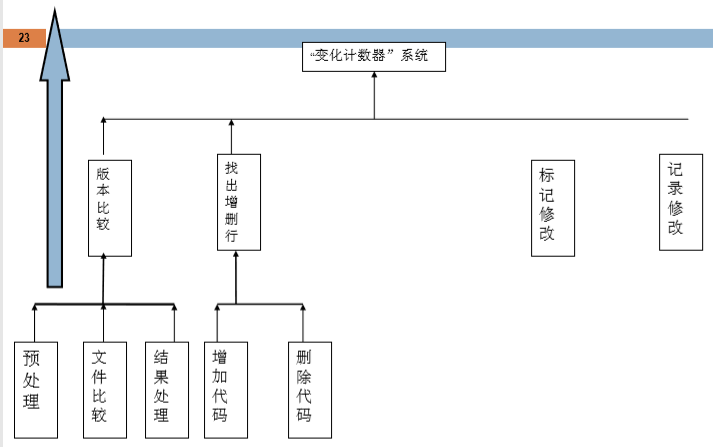 23
“变化计数器”系统
版本比较
找出增删行
标记修改
记录修改
预处理
文件比较
结果处理
增加代码
删除代码